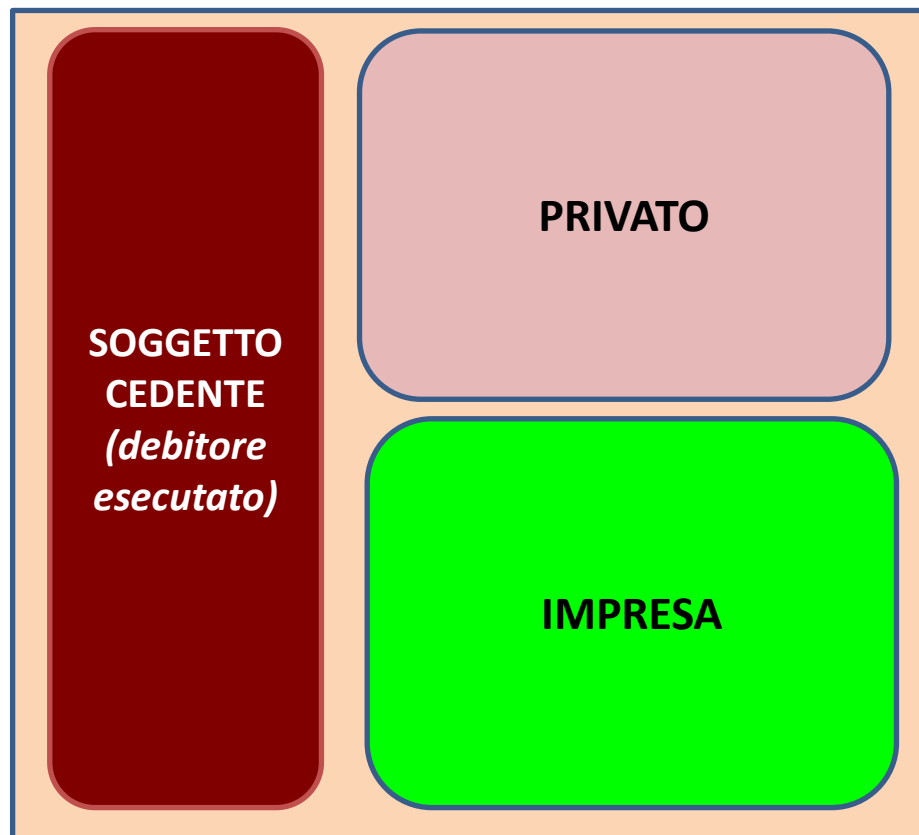 SOGGETTO
CEDENTE
(debitore
esecutato)
PRIVATO
IMPRESA